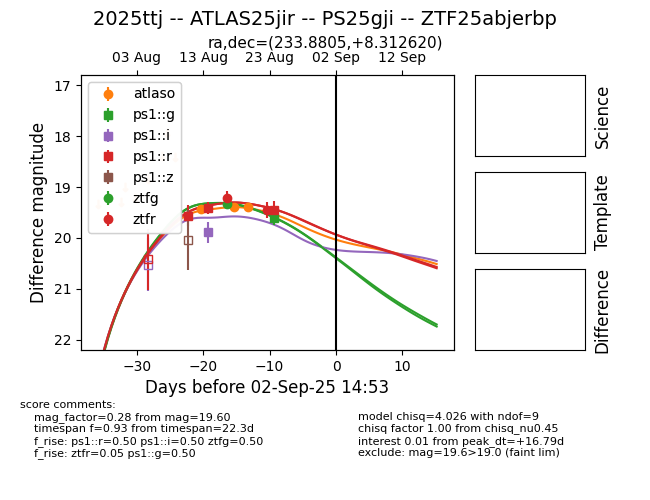 2025ttj -- ATLAS25jir -- PS25gji -- ZTF25abjerbp
ra,dec=(233.8805,+8.312620)
03 Aug 13 Aug 23 Aug 02 Sep 12 Sep
17
18
19
20
21
22
Difference magnitude
atlaso
ps1::g
ps1::i
ps1::r
ps1::z
ztfg
ztfr
−30 −20 −10 0 10
Days before 02-Sep-25 14:53
Science
Template
Difference
score comments:
mag_factor=0.28 from mag=19.60
timespan f=0.93 from timespan=22.3d
f_rise: ps1::r=0.50 ps1::i=0.50 ztfg=0.50
f_rise: ztfr=0.05 ps1::g=0.50
model chisq=4.026 with ndof=9
chisq factor 1.00 from chisq_nu0.45
interest 0.01 from peak_dt=+16.79d
exclude: mag=19.6>19.0 (faint lim)